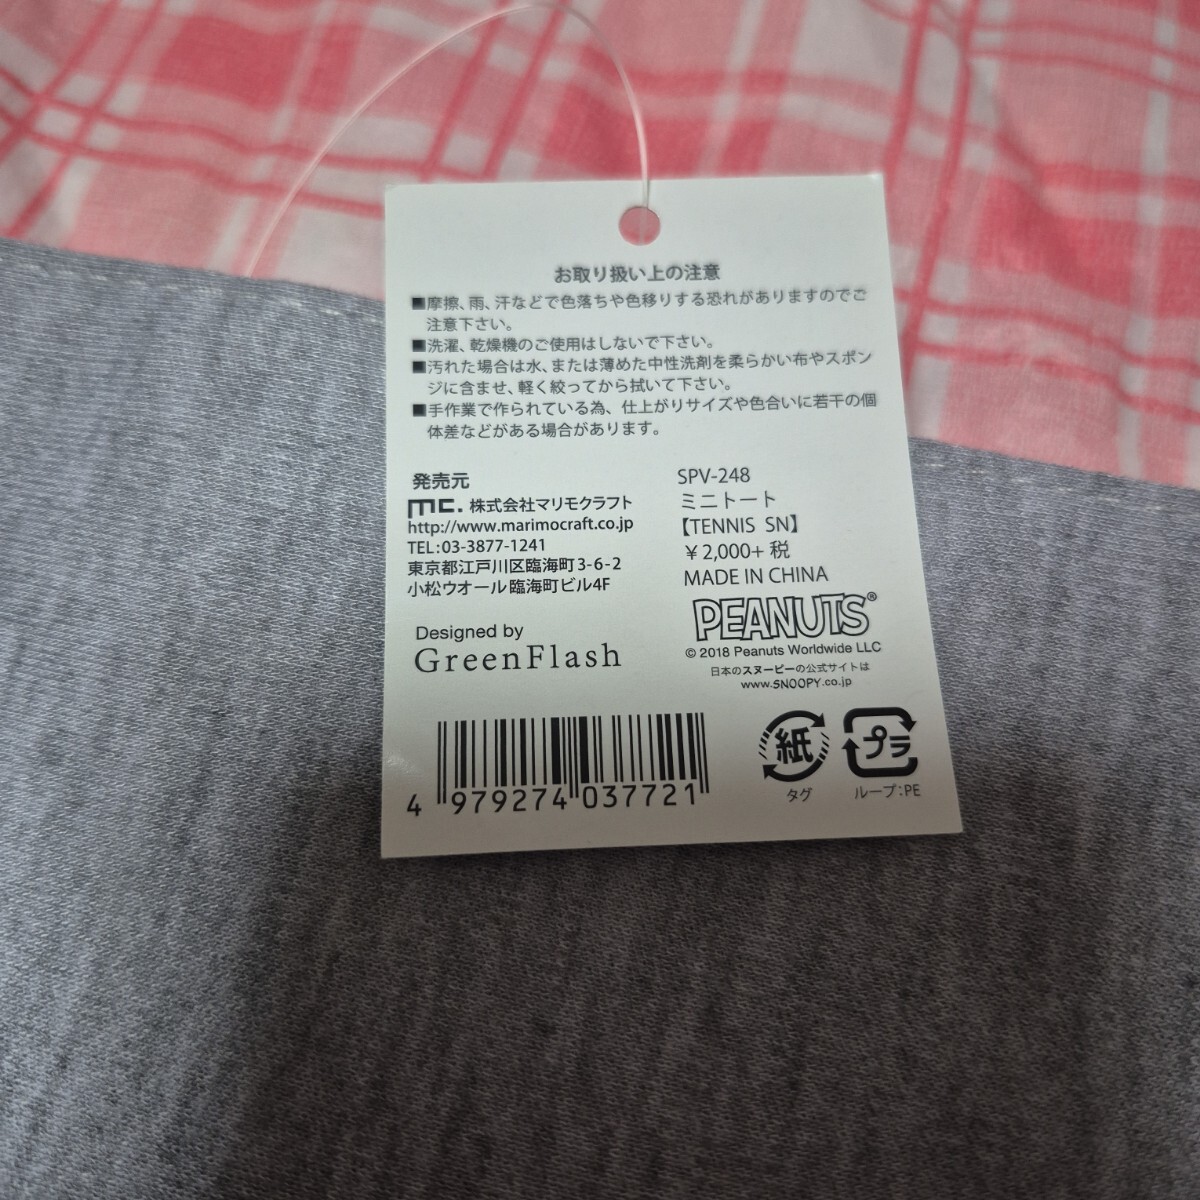 お取り扱い上の注意
■摩擦、雨、汗などで色落ちや色移りする恐れがありますのでご
注意下さい。
■洗濯、乾燥機のご使用はしないで下さい。
■汚れた場合は水、または薄めた中性洗剤を柔らかい布やスポン
ジに含ませ、軽く絞ってから拭いて下さい。
■手作業で作られている為、仕上がりサイズや色合いに若干の個
体差などがある場合があります。
発売元
mc. 株式会社マリモクラフト
http://www.marimocraft.co.jp
TEL:03-3877-1241
東京都江戸川区臨海町3-6-2
小松ウオール臨海町ビル4F
Designed by
GreenFlash
SPV-248
ミニトート
【TENNIS SN】
¥2,000+税
MADE IN CHINA
PEANUTS®
© 2018 Peanuts Worldwide LLC
日本のスヌーピーの公式サイトは
www.SNOOPY.co.jp
4 979274 037721
紙
タグ
プラ
ループ:PE